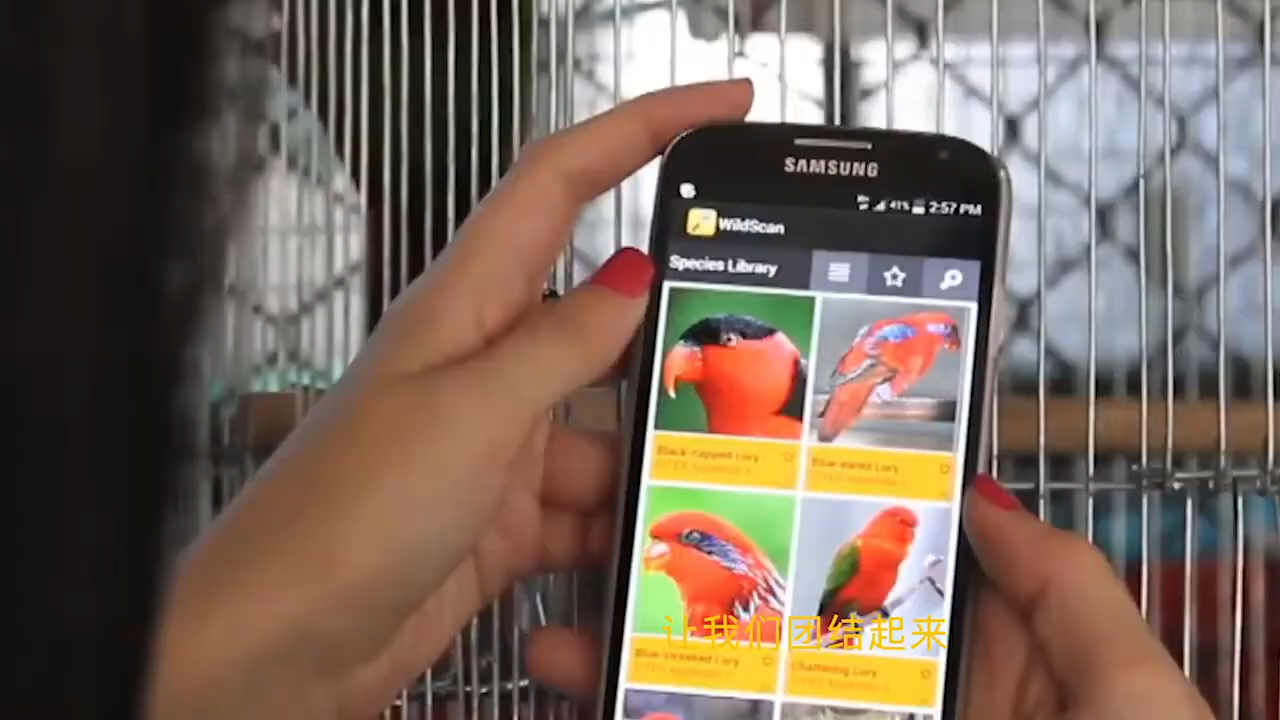 SAMSUNG
41% 2:57 PM
WildScan
Species Library
Black-capped Lory
Blue-eared Lory
让我们团结起来
Blue-streaked Lory
Chattering Lory